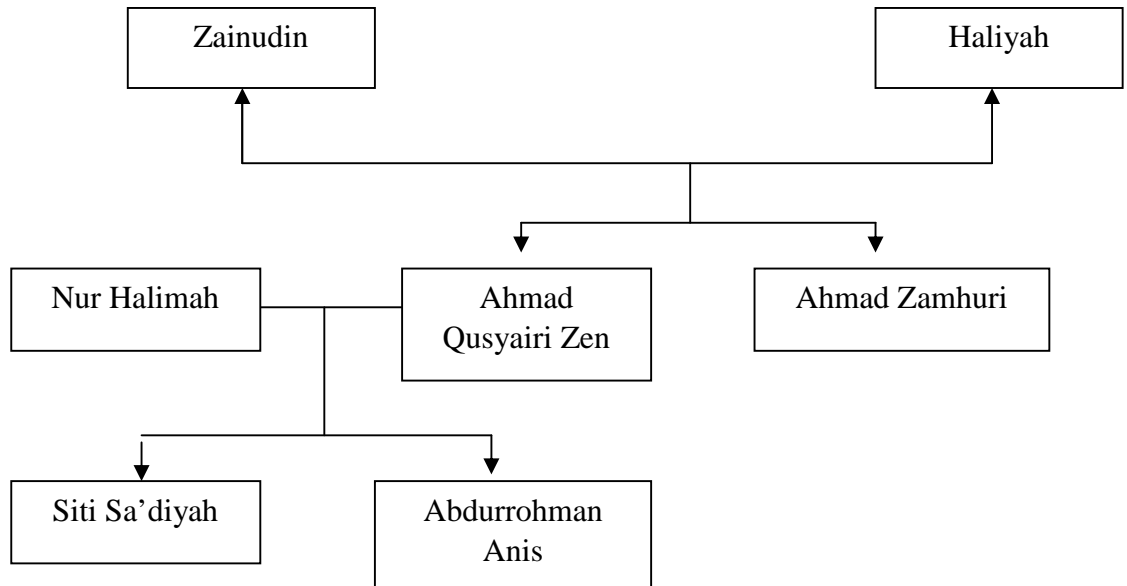 Zainudin
Haliyah
Nur Halimah
Ahmad
Qusyairi Zen
Ahmad Zamhuri
Siti Sa’diyah
Abdurrohman
Anis